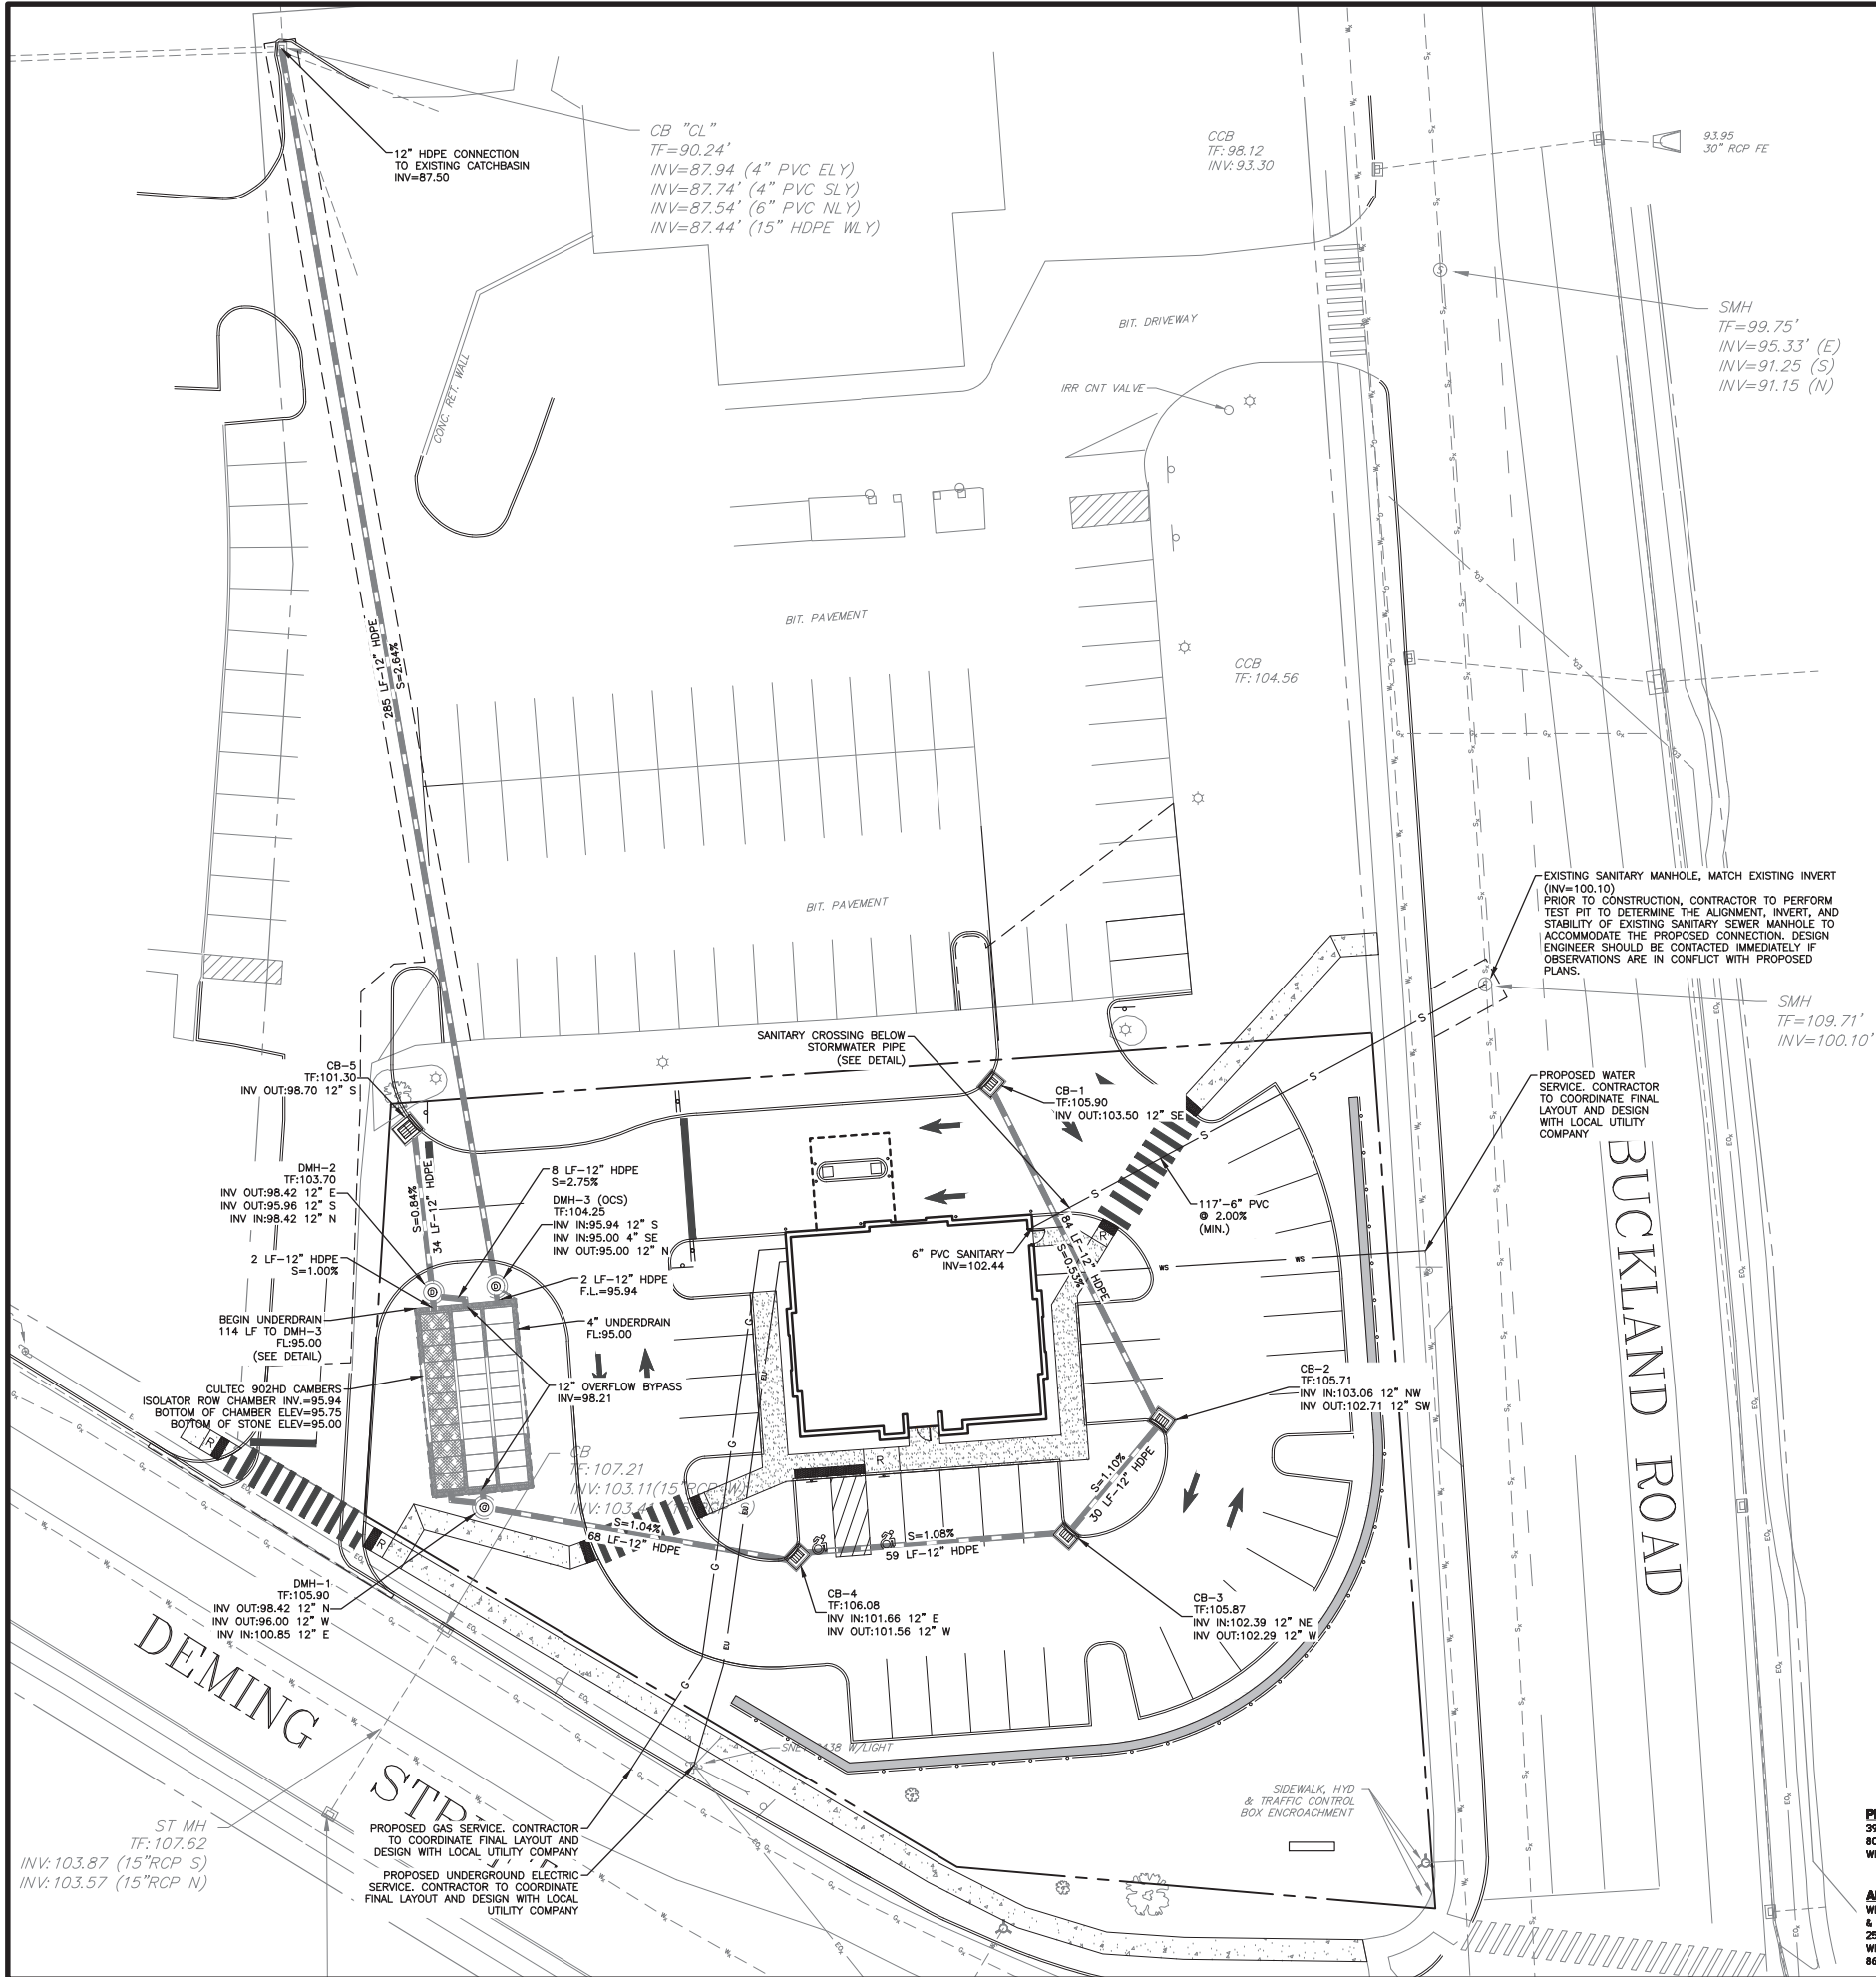 12" HDPE CONNECTION
TO EXISTING CATCHBASIN
INV=87.50
CB "CL"
TF=90.24'
INV=87.94 (4" PVC ELY)
INV=87.74' (4" PVC SLY)
INV=87.54' (6" PVC NLY)
INV=87.44' (15" HDPE WLY)
CCB
TF: 98.12
INV: 93.30
93.95
30" RCP FE
SMH
TF=99.75'
INV=95.33' (E)
INV=91.25 (S)
INV=91.15 (N)
BIT. DRIVEWAY
IRR CNT VALVE
CONC. RET. WALL
285 LF-12" HDPE
S=2.64%
BIT. PAVEMENT
CCB
TF: 104.56
BIT. PAVEMENT
EXISTING SANITARY MANHOLE, MATCH EXISTING INVERT
(INV=100.10)
PRIOR TO CONSTRUCTION, CONTRACTOR TO PERFORM
TEST PIT TO DETERMINE THE ALIGNMENT, INVERT, AND
STABILITY OF EXISTING SANITARY SEWER MANHOLE TO
ACCOMMODATE THE PROPOSED CONNECTION. DESIGN
ENGINEER SHOULD BE CONTACTED IMMEDIATELY IF
OBSERVATIONS ARE IN CONFLICT WITH PROPOSED
PLANS.
SMH
TF=109.71'
INV=100.10'
SANITARY CROSSING BELOW
STORMWATER PIPE
(SEE DETAIL)
CB-5
TF:101.30
INV OUT:98.70 12" S
CB-1
TF:105.90
INV OUT:103.50 12" SE
PROPOSED WATER
SERVICE. CONTRACTOR
TO COORDINATE FINAL
LAYOUT AND DESIGN
WITH LOCAL UTILITY
COMPANY
BUCKLAND ROAD
DMH-2
TF:103.70
INV OUT:98.42 12" E
INV OUT:95.96 12" S
INV IN:98.42 12" N
S=0.84%
34 LF-12" HDPE
8 LF-12" HDPE
S=2.75%
DMH-3 (OCS)
TF:104.25
INV IN:95.94 12" S
INV IN:95.00 4" SE
INV OUT:95.00 12" N
117'-6" PVC
@ 2.00%
(MIN.)
84 LF-12" HDPE
S=0.53%
R
6" PVC SANITARY
INV=102.44
2 LF-12" HDPE
S=1.00%
2 LF-12" HDPE
F.L.=95.94
BEGIN UNDERDRAIN
114 LF TO DMH-3
FL:95.00
(SEE DETAIL)
4" UNDERDRAIN
FL:95.00
CULTEC 902HD CAMBERS
ISOLATOR ROW CHAMBER INV.=95.94
BOTTOM OF CHAMBER ELEV=95.75
BOTTOM OF STONE ELEV=95.00
12" OVERFLOW BYPASS
INV=98.21
CB-2
TF:105.71
INV IN:103.06 12" NW
INV OUT:102.71 12" SW
R
R
CB
TF: 107.21
S=1.04%
68 LF-12" HDPE
S=1.08%
59 LF-12" HDPE
S=1.10%
30 LF-12" HDPE
R
DMH-1
TF:105.90
INV OUT:98.42 12" N
INV OUT:96.00 12" W
INV IN:100.85 12" E
CB-4
TF:106.08
INV IN:101.66 12" E
INV OUT:101.56 12" W
CB-3
TF:105.87
INV IN:102.39 12" NE
INV OUT:102.29 12" W
DEMING
W/LIGHT
SIDEWALK, HYD
& TRAFFIC CONTROL
BOX ENCROACHMENT
ST MH
TF: 107.62
INV: 103.87 (15"RCP S)
INV: 103.57 (15"RCP N)
PROPOSED GAS SERVICE. CONTRACTOR
TO COORDINATE FINAL LAYOUT AND
DESIGN WITH LOCAL UTILITY COMPANY
PROPOSED UNDERGROUND ELECTRIC
SERVICE. CONTRACTOR TO COORDINATE
FINAL LAYOUT AND DESIGN WITH LOCAL
UTILITY COMPANY